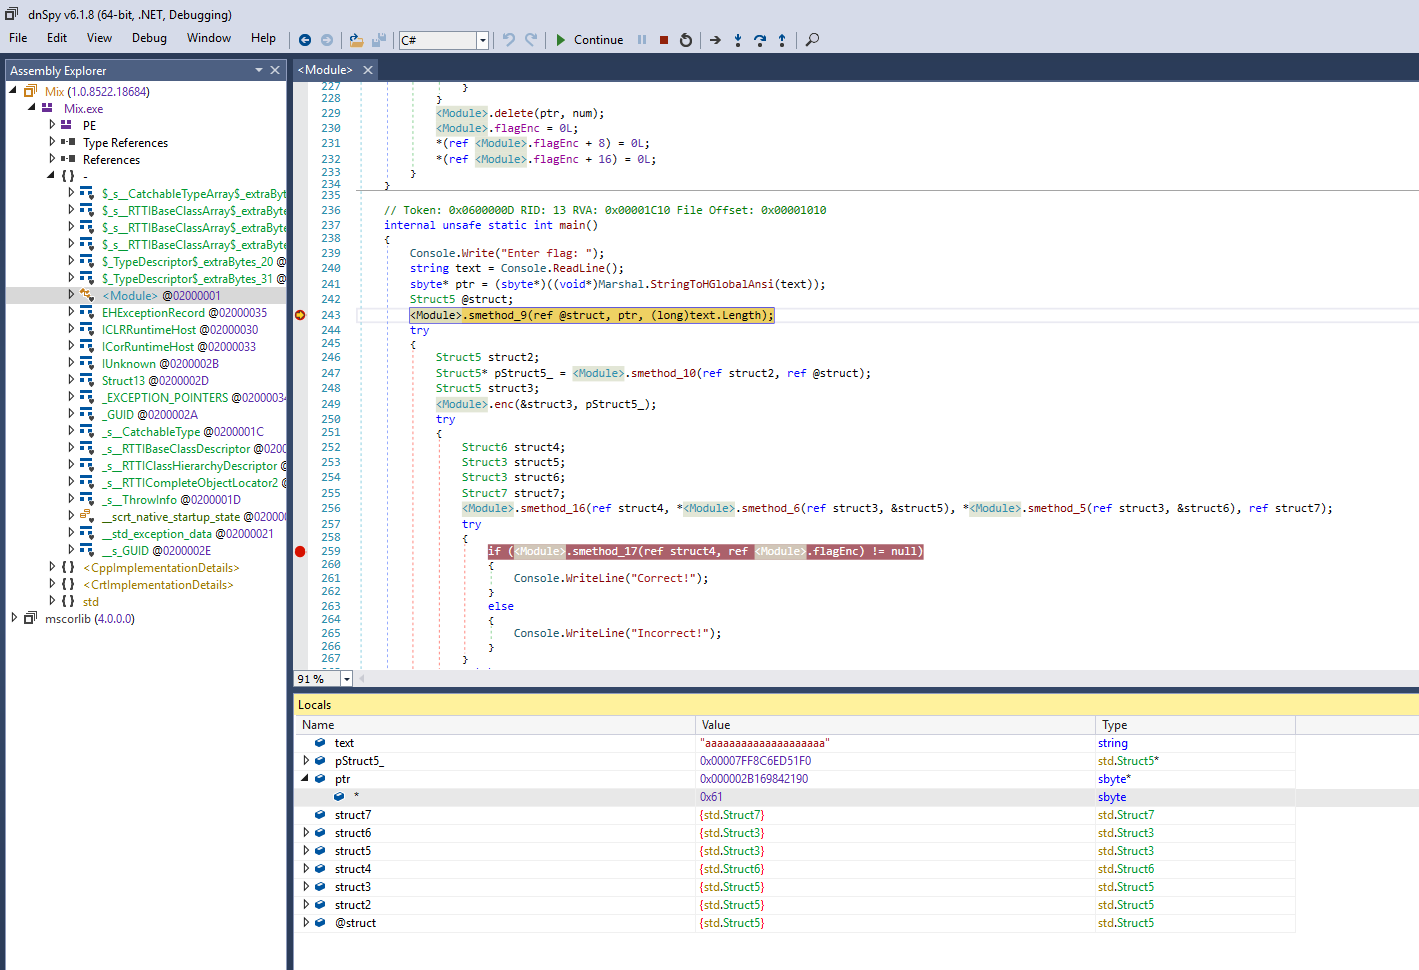 dnSpy v6.1.8 (64-bit, .NET, Debugging)
File Edit View Debug Window Help C# Continue
Assembly Explorer
Mix (1.0.8522.18684)
Mix.exe
PE
Type References
References
{ } -
$_s__CatchableTypeArray$_extraByt
$_s__RTTIBaseClassArray$_extraByte
$_s__RTTIBaseClassArray$_extraByte
$_s__RTTIBaseClassArray$_extraByte
$_TypeDescriptor$_extraBytes_20 @
$_TypeDescriptor$_extraBytes_31 @
<Module> @02000001
EHExceptionRecord @02000035
ICLRRuntimeHost @02000030
ICorRuntimeHost @02000033
IUnknown @0200002B
Struct13 @0200002D
_EXCEPTION_POINTERS @02000034
_GUID @0200002A
_s__CatchableType @0200001C
_s__RTTIBaseClassDescriptor @0200
_s__RTTIClassHierarchyDescriptor @
_s__RTTICompleteObjectLocator2 @
_s__ThrowInfo @0200001D
__scrt_native_startup_state @02000
__std_exception_data @02000021
__s_GUID @0200002E
{ } <CppImplementationDetails>
{ } <CrtImplementationDetails>
{ } std
mscorlib (4.0.0.0)
<Module>
227 }
228 }
229 <Module>.delete(ptr, num);
230 <Module>.flagEnc = 0L;
231 *(ref <Module>.flagEnc + 8) = 0L;
232 *(ref <Module>.flagEnc + 16) = 0L;
233 }
234 }
235
236 // Token: 0x0600000D RID: 13 RVA: 0x00001C10 File Offset: 0x00001010
237 internal unsafe static int main()
238 {
239 Console.Write("Enter flag: ");
240 string text = Console.ReadLine();
241 sbyte* ptr = (sbyte*)((void*)Marshal.StringToHGlobalAnsi(text));
242 Struct5 @struct;
243 <Module>.smethod_9(ref @struct, ptr, (long)text.Length);
244 try
245 {
246 Struct5 struct2;
247 Struct5* pStruct5_ = <Module>.smethod_10(ref struct2, ref @struct);
248 Struct5 struct3;
249 <Module>.enc(&struct3, pStruct5_);
250 try
251 {
252 Struct6 struct4;
253 Struct3 struct5;
254 Struct3 struct6;
255 Struct7 struct7;
256 <Module>.smethod_16(ref struct4, *<Module>.smethod_6(ref struct3, &struct5), *<Module>.smethod_5(ref struct3, &struct6), ref struct7);
257 try
258 {
259 if (<Module>.smethod_17(ref struct4, ref <Module>.flagEnc) != null)
260 {
261 Console.WriteLine("Correct!");
262 }
263 else
264 {
265 Console.WriteLine("Incorrect!");
266 }
267 }
91 %
Locals
Name Value Type
text "aaaaaaaaaaaaaaaaaaaa" string
pStruct5_ 0x00007FF8C6ED51F0 std.Struct5*
ptr 0x000002B169842190 sbyte*
* 0x61 sbyte
struct7 {std.Struct7} std.Struct7
struct6 {std.Struct3} std.Struct3
struct5 {std.Struct3} std.Struct3
struct4 {std.Struct6} std.Struct6
struct3 {std.Struct5} std.Struct5
struct2 {std.Struct5} std.Struct5
@struct {std.Struct5} std.Struct5